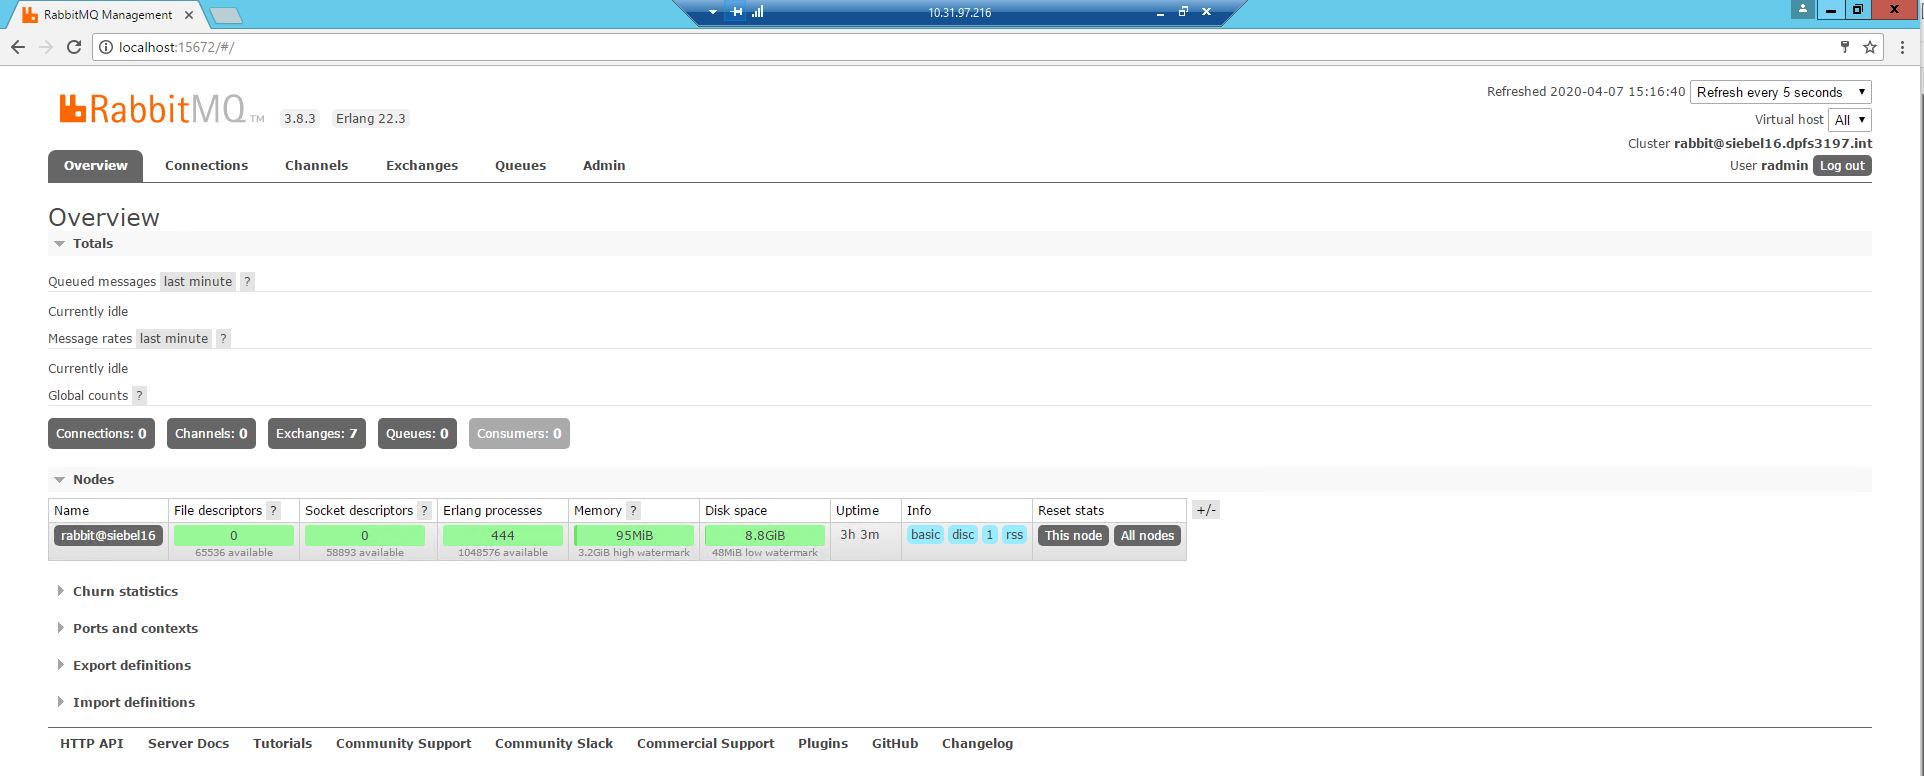 RabbitMQ Management
10.31.97.216
localhost:15672/#/
RabbitMQ TM 3.8.3 Erlang 22.3
Refreshed 2020-04-07 15:16:40 Refresh every 5 seconds
Virtual host All
Cluster rabbit@siebel16.dpfs3197.int
User radmin Log out
Overview Connections Channels Exchanges Queues Admin
Overview
Totals
Queued messages last minute ?
Currently idle
Message rates last minute ?
Currently idle
Global counts ?
Connections: 0 Channels: 0 Exchanges: 7 Queues: 0 Consumers: 0
Nodes
Name File descriptors ? Socket descriptors ? Erlang processes Memory ? Disk space Uptime Info Reset stats +/-
rabbit@siebel16 0 0 444 95MiB 8.8GiB 3h 3m basic disc 1 rss This node All nodes
65536 available 58893 available 1048576 available 3.2GiB high watermark 48MiB low watermark
Churn statistics
Ports and contexts
Export definitions
Import definitions
HTTP API Server Docs Tutorials Community Support Community Slack Commercial Support Plugins GitHub Changelog